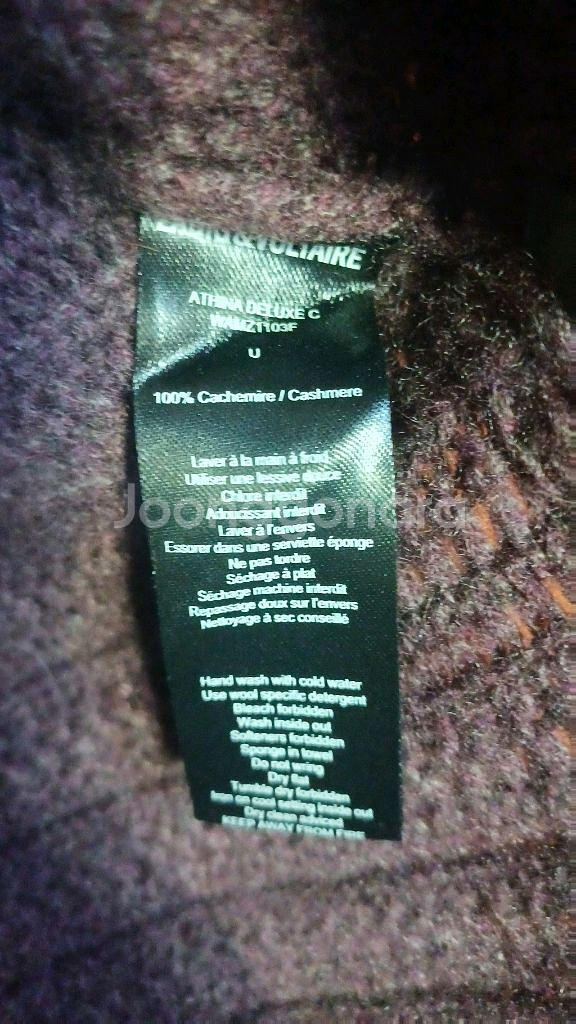 & VOLTAIRE
ATHINA DELUXE C
WAMZ1103F
U
100% Cachemire / Cashmere
Laver à la main à froid
Utiliser une lessive douce
Chlore interdit
Adoucissant interdit
Laver à l'envers
Essorer dans une serviette éponge
Ne pas tordre
Séchage à plat
Séchage machine interdit
Repassage doux sur l'envers
Nettoyage à sec conseillé
Hand wash with cold water
Use wool specific detergent
Bleach forbidden
Wash inside out
Softeners forbidden
Sponge in towel
Do not wring
Dry flat
Tumble dry forbidden
Iron on cool setting inside out
Dry clean adviced
KEEP AWAY FROM FIRE